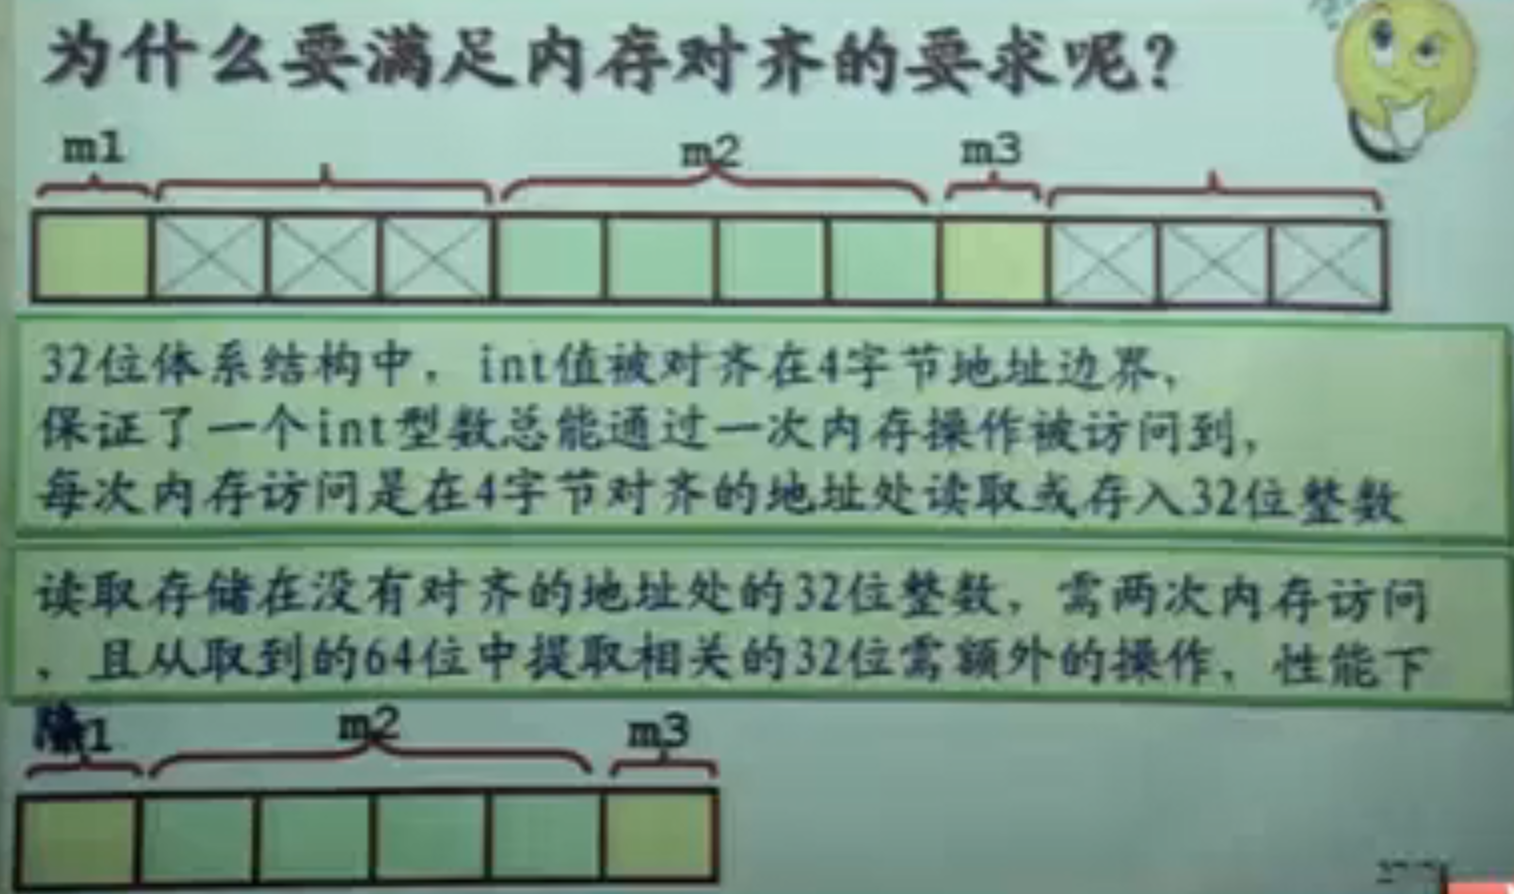 为什么要满足内存对齐的要求呢?
m1
m2
m3
32位体系结构中，int值被对齐在4字节地址边界，
保证了一个int型数总能通过一次内存操作被访问到，
每次内存访问是在4字节对齐的地址处读取或存入32位整数
读取存储在没有对齐的地址处的32位整数，需两次内存访问
，且从取到的64位中提取相关的32位需额外的操作，性能下
降
m1
m2
m3